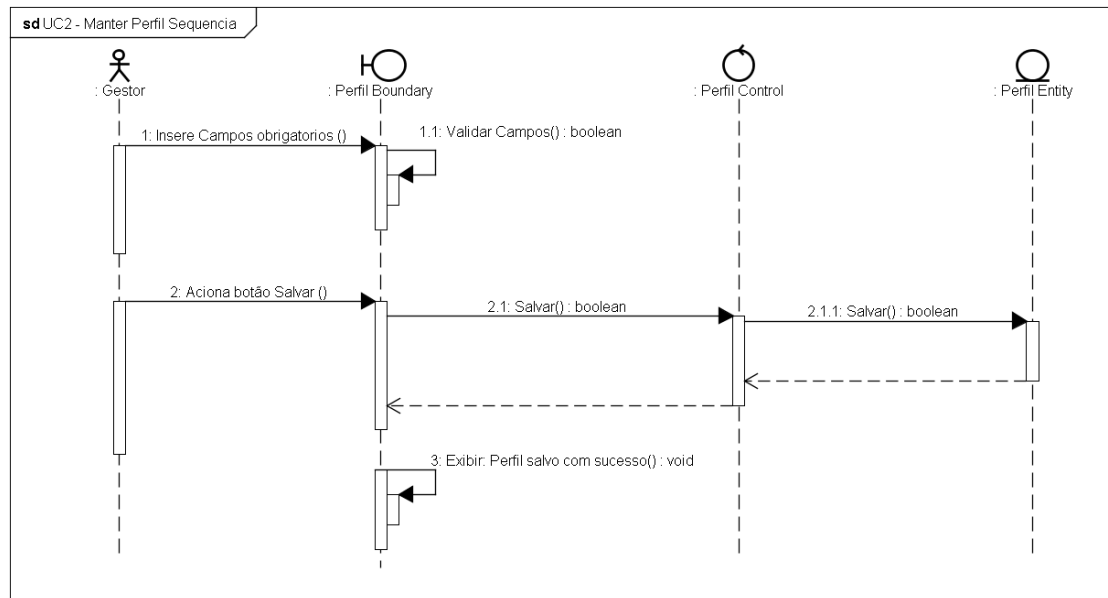 sd UC2 - Manter Perfil Sequencia
: Gestor
: Perfil Boundary
: Perfil Control
: Perfil Entity
1: Insere Campos obrigatorios ()
1.1: Validar Campos() : boolean
2: Aciona botão Salvar ()
2.1: Salvar() : boolean
2.1.1: Salvar() : boolean
3: Exibir: Perfil salvo com sucesso() : void